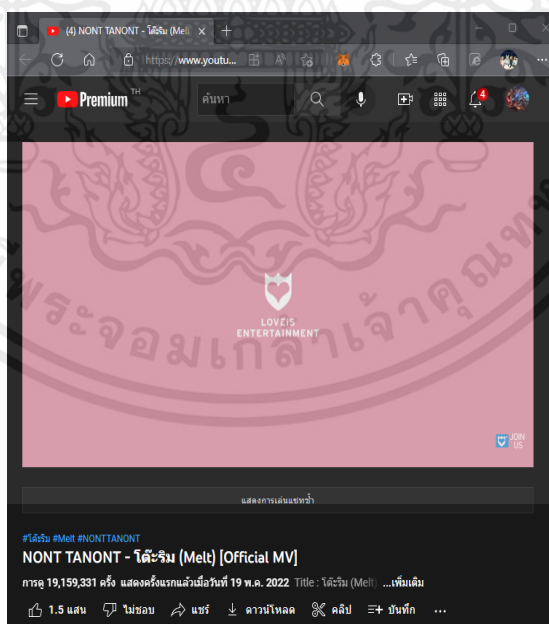 (4) NONT TANONT - โต๊ะริม (Mel
https://www.youtu...
Premium TH
ค้นหา
4
LOVEiS
ENTERTAINMENT
JOIN
US
แสดงการเล่นแชทซ้ำ
#โต๊ะริม #Melt #NONTTANONT
NONT TANONT - โต๊ะริม (Melt) [Official MV]
การดู 19,159,331 ครั้ง แสดงครั้งแรกแล้วเมื่อวันที่ 19 พ.ค. 2022 Title : โต๊ะริม (Melt) ...เพิ่มเติม
1.5 แสน ไม่ชอบ แชร์ ดาวน์โหลด คลิป บันทึก ...